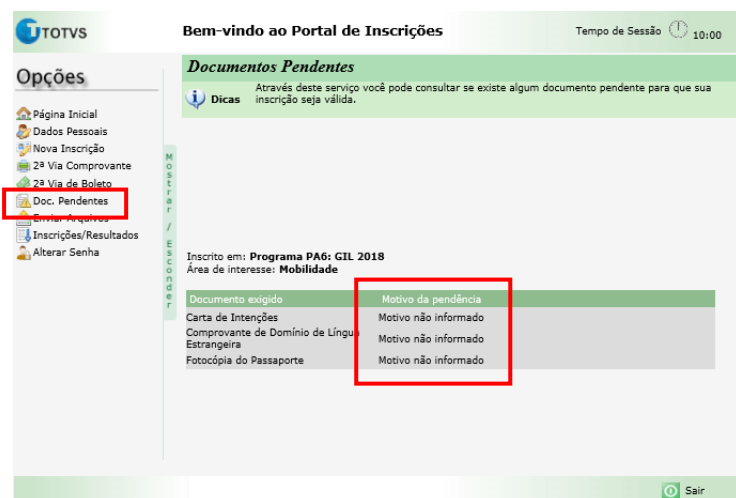 TOTVS
Bem-vindo ao Portal de Inscrições
Tempo de Sessão 10:00
Opções
Página Inicial
Dados Pessoais
Nova Inscrição
2ª Via Comprovante
2ª Via de Boleto
Doc. Pendentes
Enviar Arquivos
Inscrições/Resultados
Alterar Senha
Mostrar / Esconder
Documentos Pendentes
Dicas
Através deste serviço você pode consultar se existe algum documento pendente para que sua
inscrição seja válida.
Inscrito em: Programa PA6: GIL 2018
Área de interesse: Mobilidade
Documento exigido Motivo da pendência
Carta de Intenções Motivo não informado
Comprovante de Domínio de Língua
Estrangeira Motivo não informado
Fotocópia do Passaporte Motivo não informado
Sair